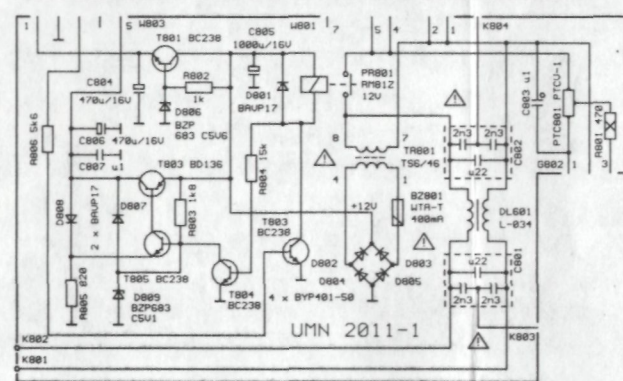 1
5
W803
C805
W801
7
5
4
2
1
K804
T801 BC238
1000u/16V
C804
470u/16V
R802
1k
D801
BAVP17
PR801
RM81Z
12V
C803 u1
PTC801 PTCV-1
R801 470
D806
BZP
683 C5V6
R806 5k6
C806 470u/16V
C807 u1
8
7
2n3
2n3
C802
G802
1
3
T803 BD136
R804 15k
TR801
TS6/46
u22
D808
2 x BAVP17
D807
R803 1k8
4
1
+12V
BZ801
WTA-T
400mA
DL601
L-034
T803
BC238
T805 BC238
D802
D803
u22
C801
R805 820
D809
BZP683
C5V1
T804
BC238
D804
D805
4 x BYP401-50
2n3
2n3
UMN 2011-1
K803
K802
K801